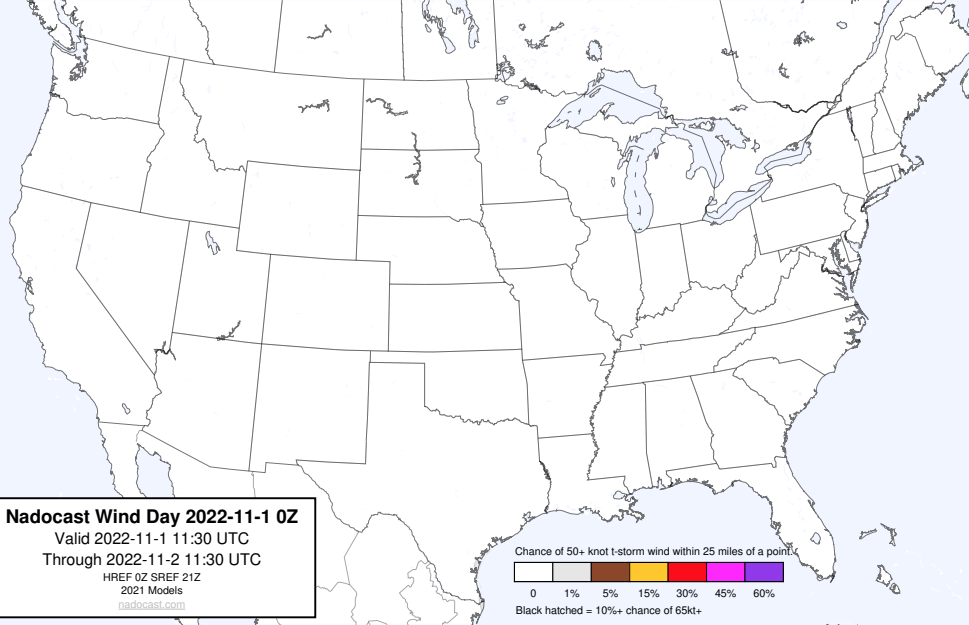 Nadocast Wind Day 2022-11-1 0Z
Valid 2022-11-1 11:30 UTC
Through 2022-11-2 11:30 UTC
HREF 0Z SREF 21Z
2021 Models
nadocast.com
Chance of 50+ knot t-storm wind within 25 miles of a point.
0 1% 5% 15% 30% 45% 60%
Black hatched = 10%+ chance of 65kt+